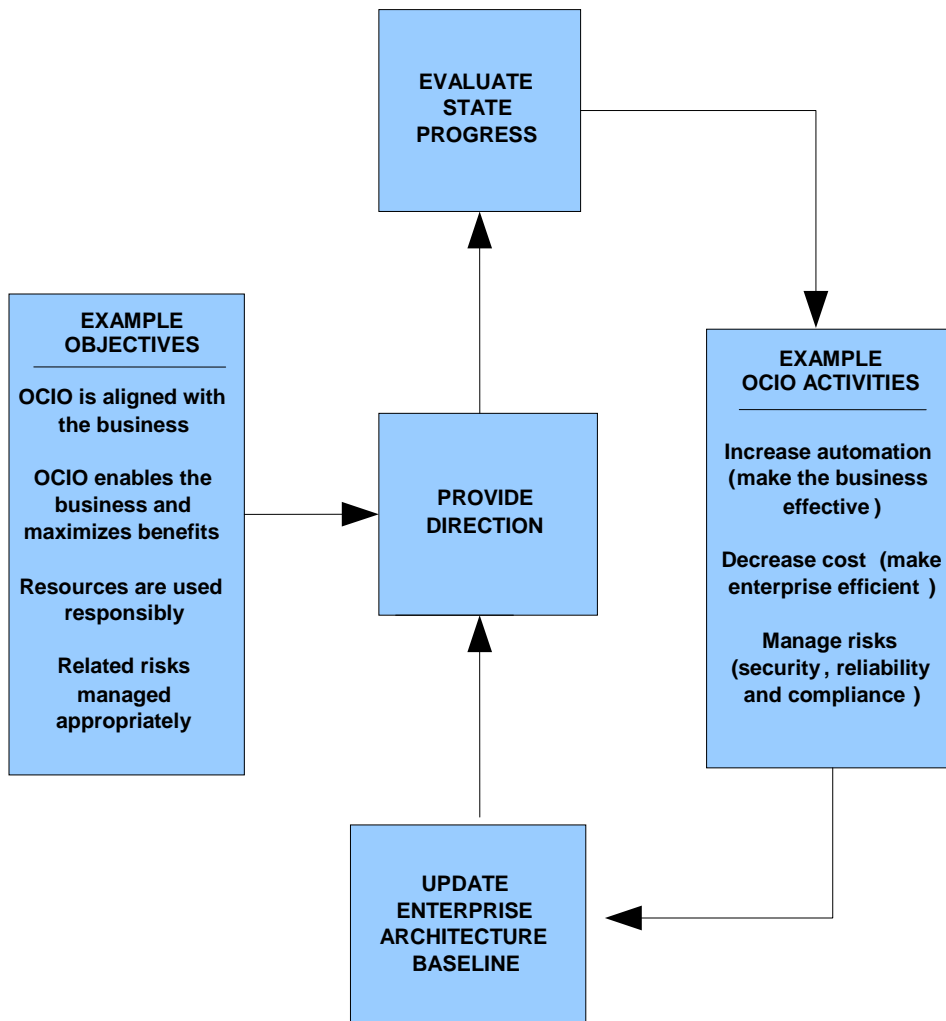 EVALUATE
STATE
PROGRESS
EXAMPLE
OBJECTIVES
OCIO is aligned with
the business
OCIO enables the
business and
maximizes benefits
Resources are used
responsibly
Related risks
managed
appropriately
PROVIDE
DIRECTION
EXAMPLE
OCIO ACTIVITIES
Increase automation
(make the business
effective )
Decrease cost (make
enterprise efficient )
Manage risks
(security , reliability
and compliance )
UPDATE
ENTERPRISE
ARCHITECTURE
BASELINE